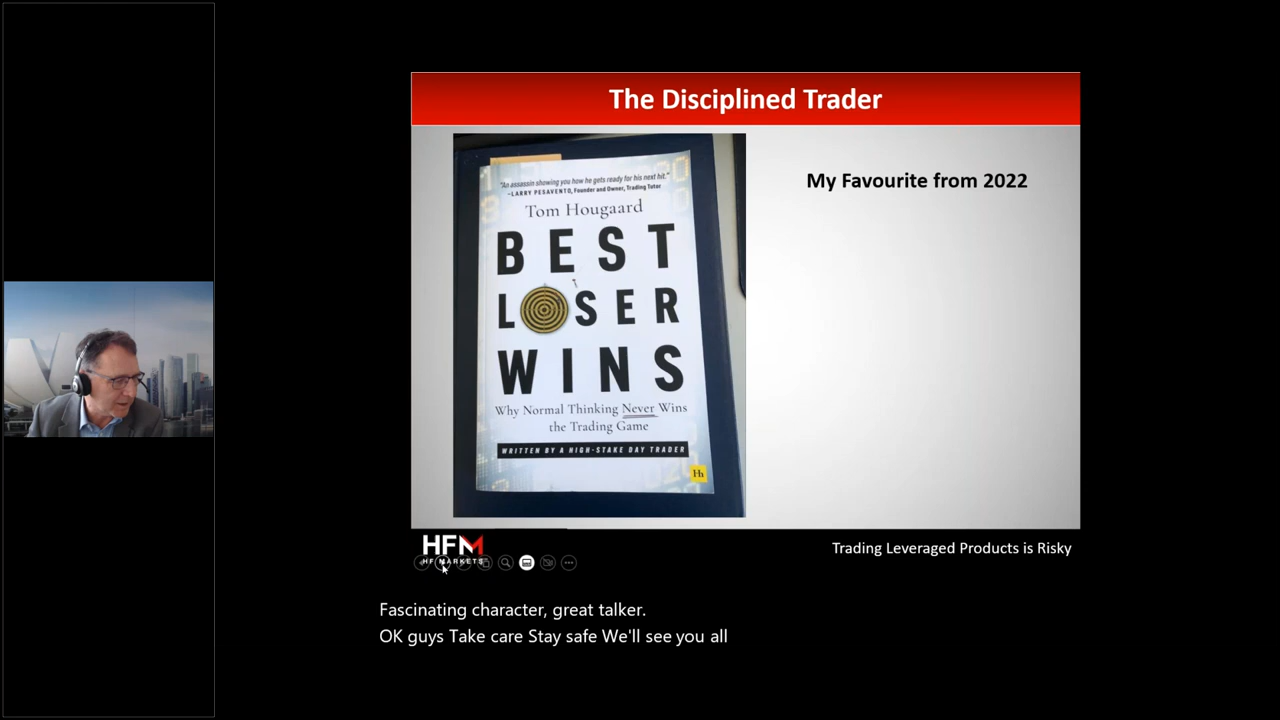 The Disciplined Trader
My Favourite from 2022
"An assassin showing you how he gets ready for his next hit."
—LARRY PESAVENTO, Founder and Owner, Trading Tutor
Tom Hougaard
BEST
LOSER
WINS
Why Normal Thinking Never Wins
the Trading Game
WRITTEN BY A HIGH-STAKE DAY TRADER
Hh
HFM
HF MARKETS
Trading Leveraged Products is Risky
Fascinating character, great talker.
OK guys Take care Stay safe We'll see you all